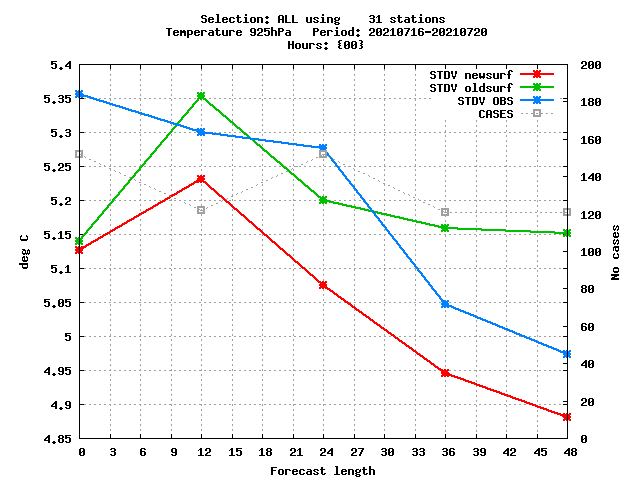 Selection: ALL using    31 stations
Temperature 925hPa   Period: 20210716-20210720
Hours: {00}
STDV newsurf
STDV oldsurf
STDV OBS
CASES
deg C
5.4
5.35
5.3
5.25
5.2
5.15
5.1
5.05
5
4.95
4.9
4.85
200
180
160
140
120
100
80
60
40
20
0
No cases
0 3 6 9 12 15 18 21 24 27 30 33 36 39 42 45 48
Forecast length